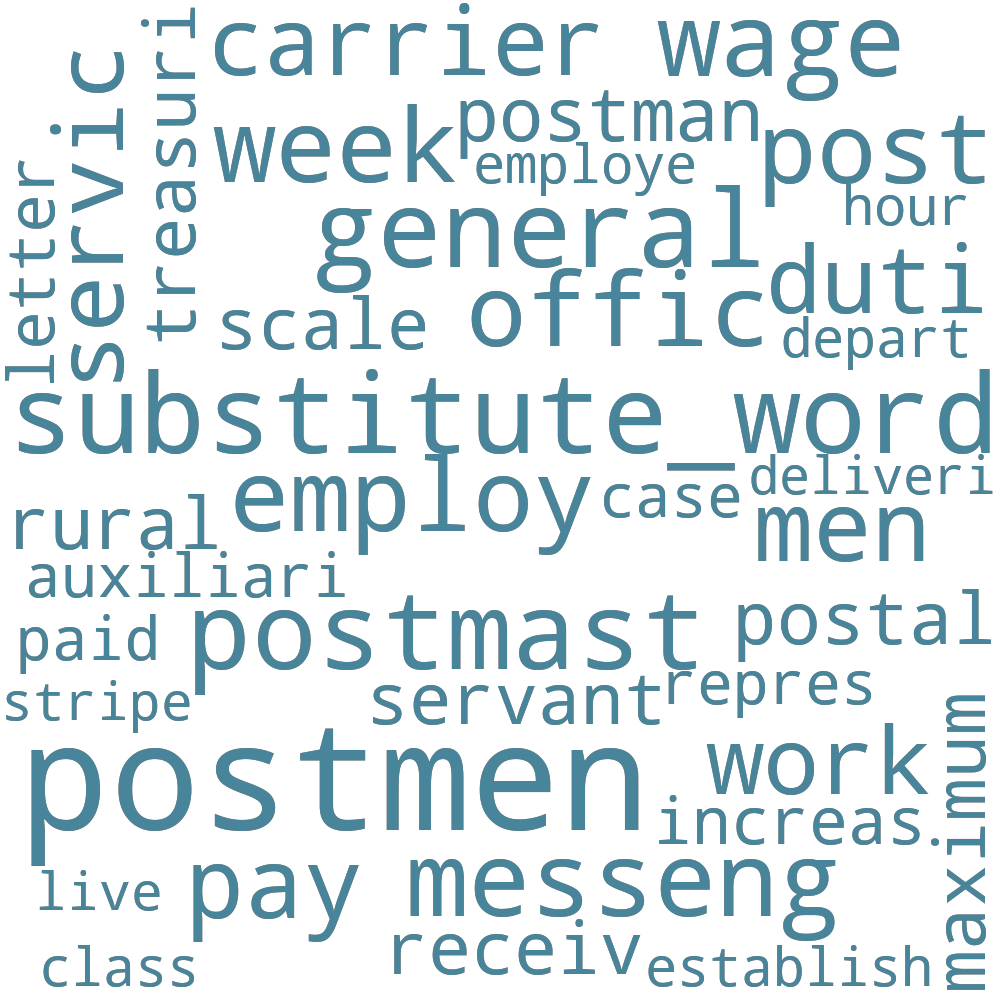 carrier wage
treasuri
servic
letter
week postman
employe
post
hour
general
duti
scale offic
depart
substitute_word
employ case deliveri
rural men
auxiliari
paid postmast postal
stripe servant repres
postmen work
increas
maximum
live pay messeng
class receiv establish